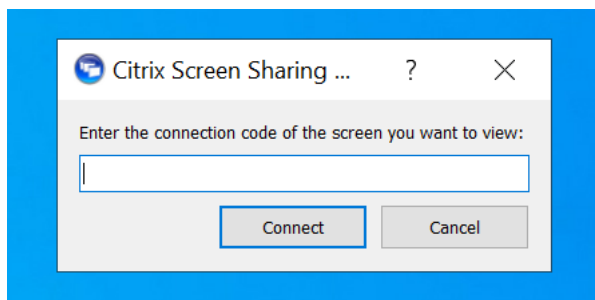 Citrix Screen Sharing ...
Enter the connection code of the screen you want to view:
Connect Cancel